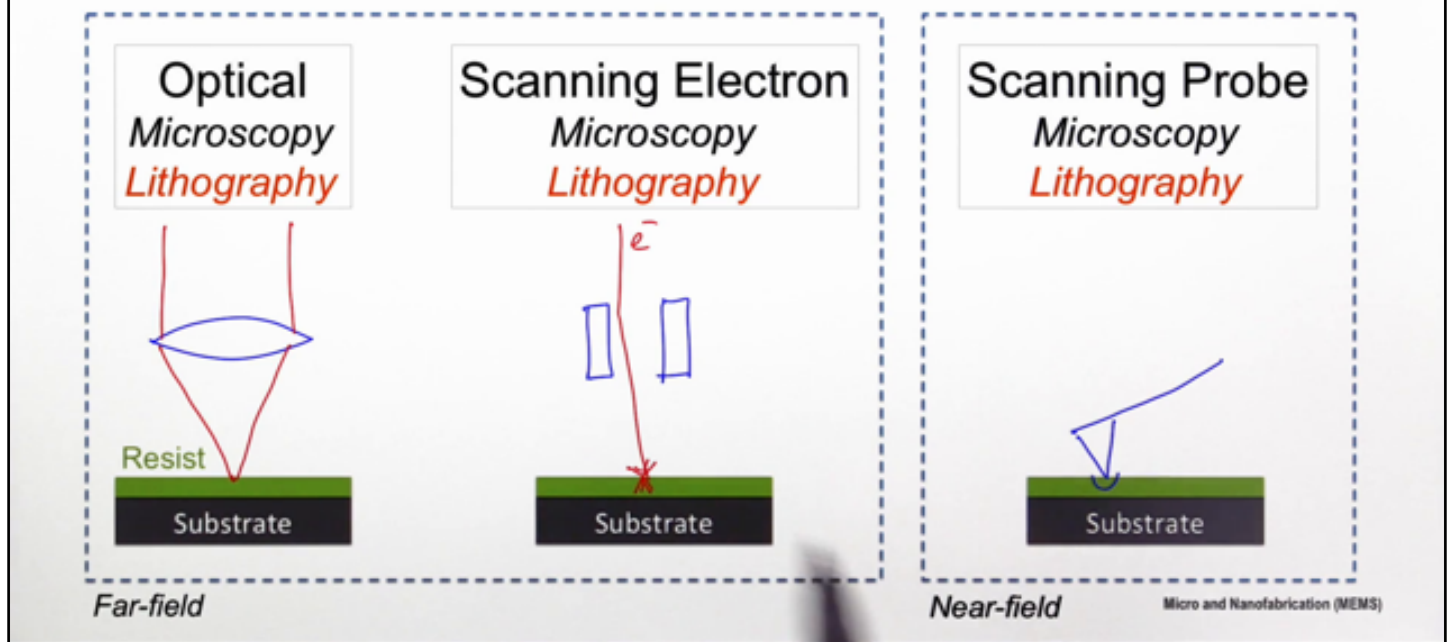 Optical
Microscopy
Lithography
Scanning Electron
Microscopy
Lithography
Scanning Probe
Microscopy
Lithography
e⁻
Resist
Substrate
Substrate
Substrate
Far-field
Near-field
Micro and Nanofabrication (MEMS)